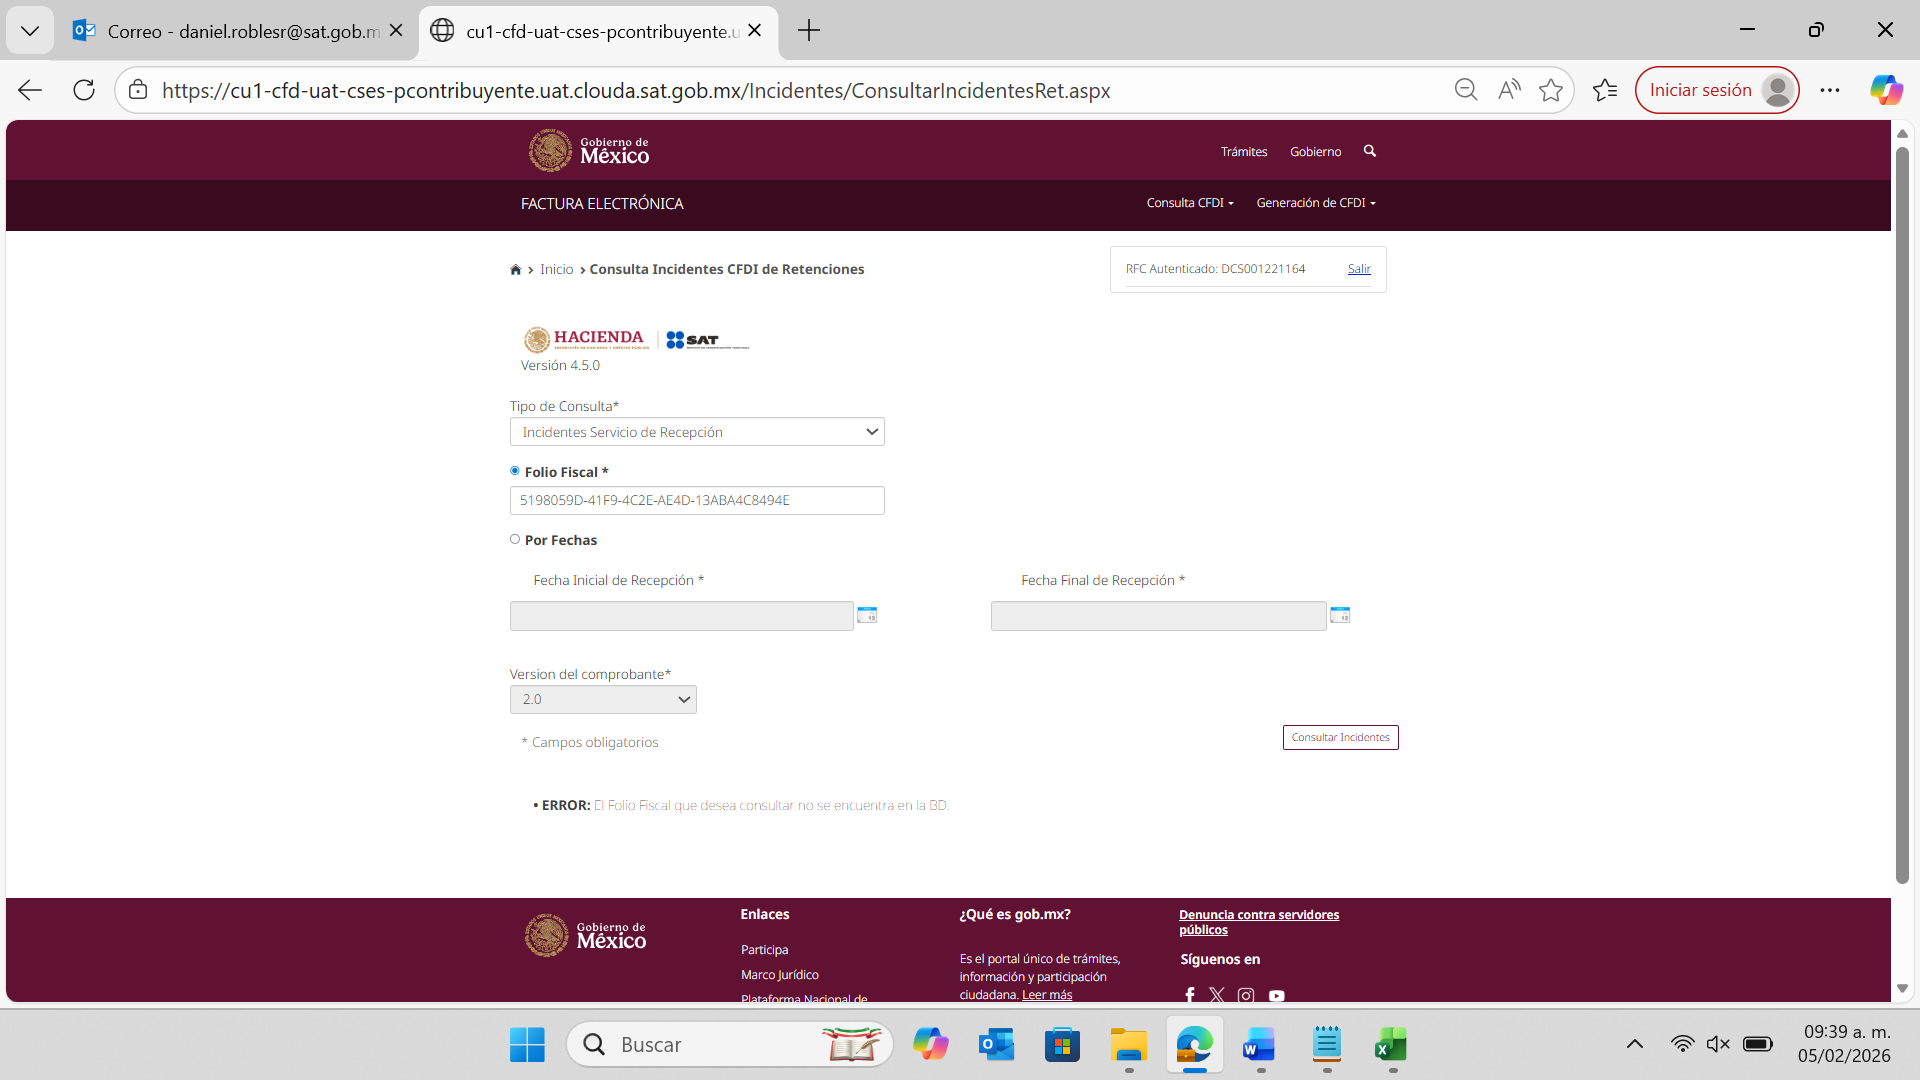 Correo - daniel.roblesr@sat.gob.m
cu1-cfd-uat-cses-pcontribuyente.u
https://cu1-cfd-uat-cses-pcontribuyente.uat.clouda.sat.gob.mx/Incidentes/ConsultarIncidentesRet.aspx
Iniciar sesión
Gobierno de
México
Trámites
Gobierno
FACTURA ELECTRÓNICA
Consulta CFDI
Generación de CFDI
Inicio
Consulta Incidentes CFDI de Retenciones
RFC Autenticado: DCS001221164
Salir
HACIENDA
SAT
Versión 4.5.0
Tipo de Consulta*
Incidentes Servicio de Recepción
Folio Fiscal *
5198059D-41F9-4C2E-AE4D-13ABA4C8494E
Por Fechas
Fecha Inicial de Recepción *
Fecha Final de Recepción *
Version del comprobante*
2.0
* Campos obligatorios
Consultar Incidentes
• ERROR: El Folio Fiscal que desea consultar no se encuentra en la BD.
Gobierno de
México
Enlaces
Participa
Marco Jurídico
Plataforma Nacional de
¿Qué es gob.mx?
Es el portal único de trámites,
información y participación
ciudadana. Leer más
Denuncia contra servidores
públicos
Síguenos en
Buscar
09:39 a. m.
05/02/2026